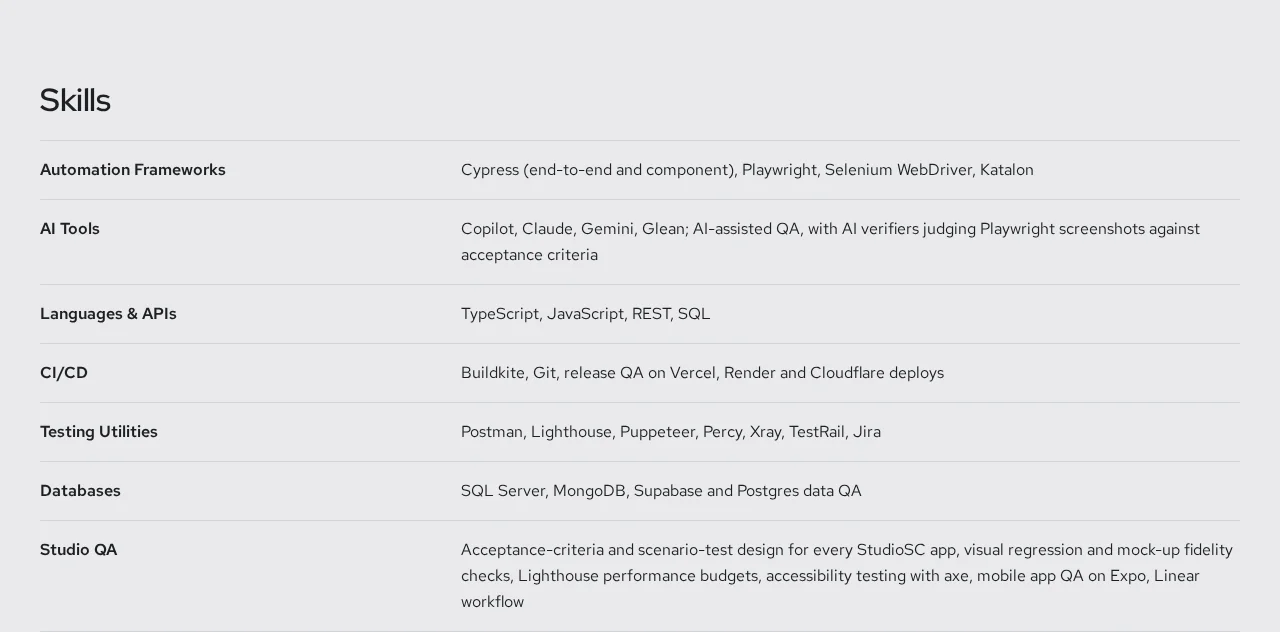 Skills
Automation Frameworks
Cypress (end-to-end and component), Playwright, Selenium WebDriver, Katalon
AI Tools
Copilot, Claude, Gemini, Glean; AI-assisted QA, with AI verifiers judging Playwright screenshots against
acceptance criteria
Languages & APIs
TypeScript, JavaScript, REST, SQL
CI/CD
Buildkite, Git, release QA on Vercel, Render and Cloudflare deploys
Testing Utilities
Postman, Lighthouse, Puppeteer, Percy, Xray, TestRail, Jira
Databases
SQL Server, MongoDB, Supabase and Postgres data QA
Studio QA
Acceptance-criteria and scenario-test design for every StudioSC app, visual regression and mock-up fidelity
checks, Lighthouse performance budgets, accessibility testing with axe, mobile app QA on Expo, Linear
workflow